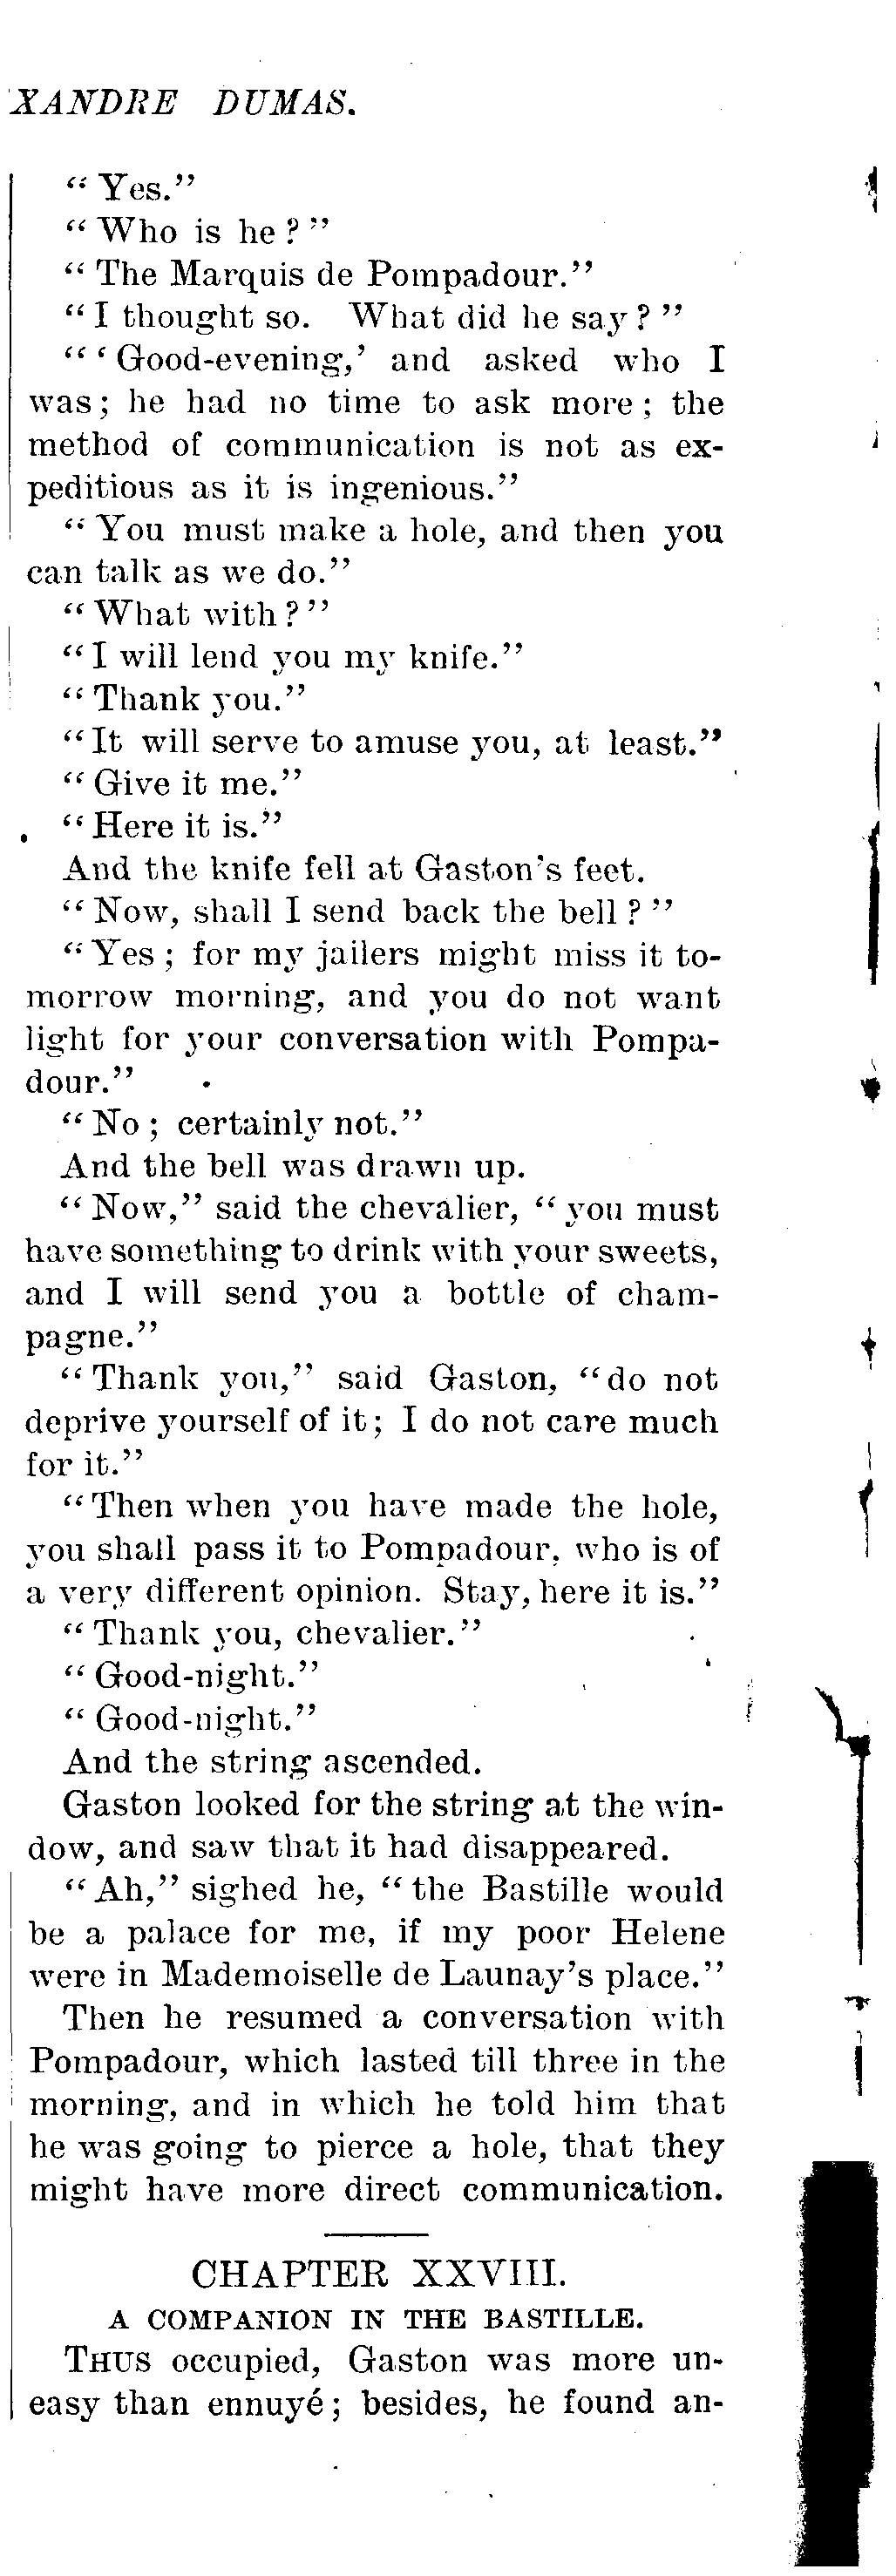 XANDRE DUMAS.
“ Yes.”
“ Who is he ? ”
“ The Marquis de Pompadour.”
“ I thought so. What did he say ? ”
“ ‘ Good-evening,’ and asked who I
was ; he had no time to ask more ; the
method of communication is not as ex-
peditious as it is ingenious.”
“ You must make a hole, and then you
can talk as we do.”
“ What with ? ”
“ I will lend you my knife.”
“ Thank you.”
“ It will serve to amuse you, at least.”
“ Give it me.”
“ Here it is.”
And the knife fell at Gaston’s feet.
“ Now, shall I send back the bell ? ”
“ Yes ; for my jailers might miss it to-
morrow morning, and you do not want
light for your conversation with Pompa-
dour.”
“ No ; certainly not.”
And the bell was drawn up.
“ Now,” said the chevalier, “ you must
have something to drink with your sweets,
and I will send you a bottle of cham-
pagne.”
“ Thank you,” said Gaston, “ do not
deprive yourself of it ; I do not care much
for it.”
“ Then when you have made the hole,
you shall pass it to Pompadour, who is of
a very different opinion. Stay, here it is.”
“ Thank you, chevalier.”
“ Good-night.”
“ Good-night.”
And the string ascended.
Gaston looked for the string at the win-
dow, and saw that it had disappeared.
“ Ah,” sighed he, “ the Bastille would
be a palace for me, if my poor Helene
were in Mademoiselle de Launay’s place.”
Then he resumed a conversation with
Pompadour, which lasted till three in the
morning, and in which he told him that
he was going to pierce a hole, that they
might have more direct communication.
CHAPTER XXVIII.
A COMPANION IN THE BASTILLE.
THUS occupied, Gaston was more un-
easy than ennuyé ; besides, he found an-